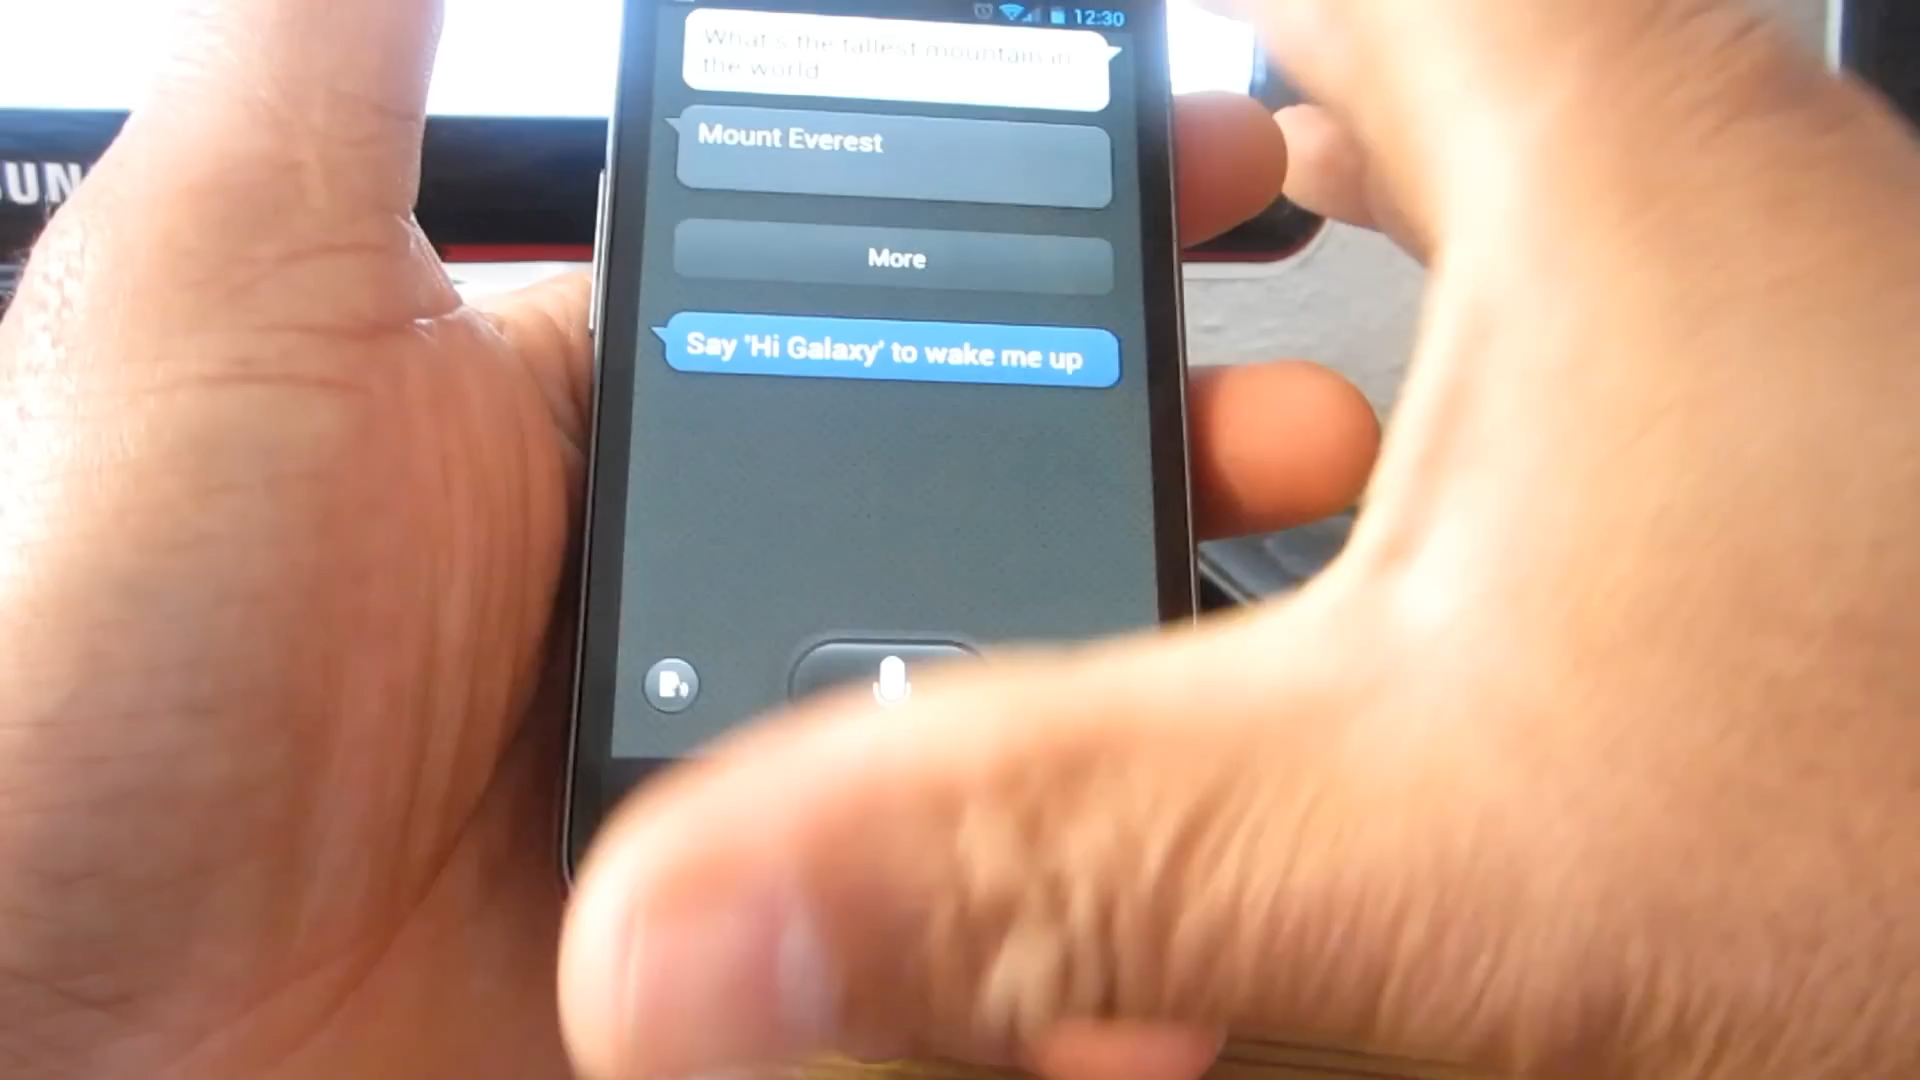 12:30
What's the tallest mountain in
the world
SUN
Mount Everest
More
Say 'Hi Galaxy' to wake me up